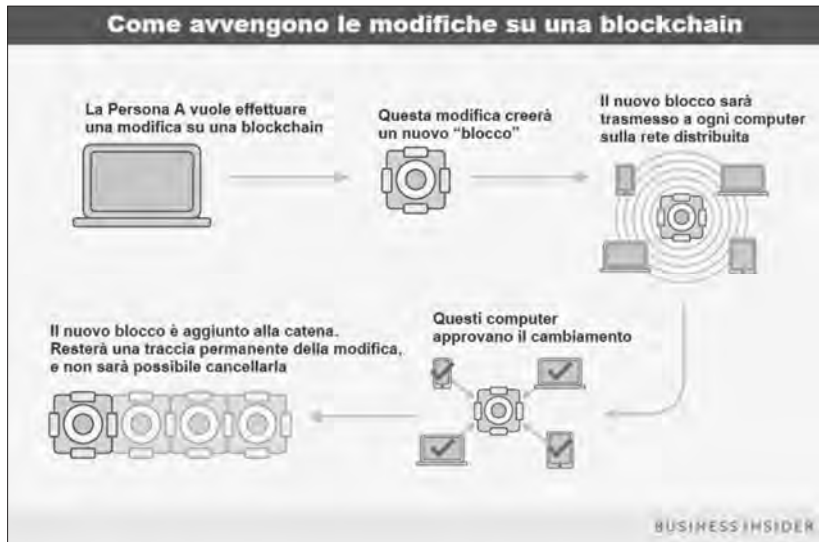 Come avvengono le modifiche su una blockchain
La Persona A vuole effettuare
una modifica su una blockchain
Questa modifica creerà
un nuovo “blocco”
Il nuovo blocco sarà
trasmesso a ogni computer
sulla rete distribuita
Questi computer
approvano il cambiamento
Il nuovo blocco è aggiunto alla catena.
Resterà una traccia permanente della modifica,
e non sarà possibile cancellarla
BUSINESS INSIDER